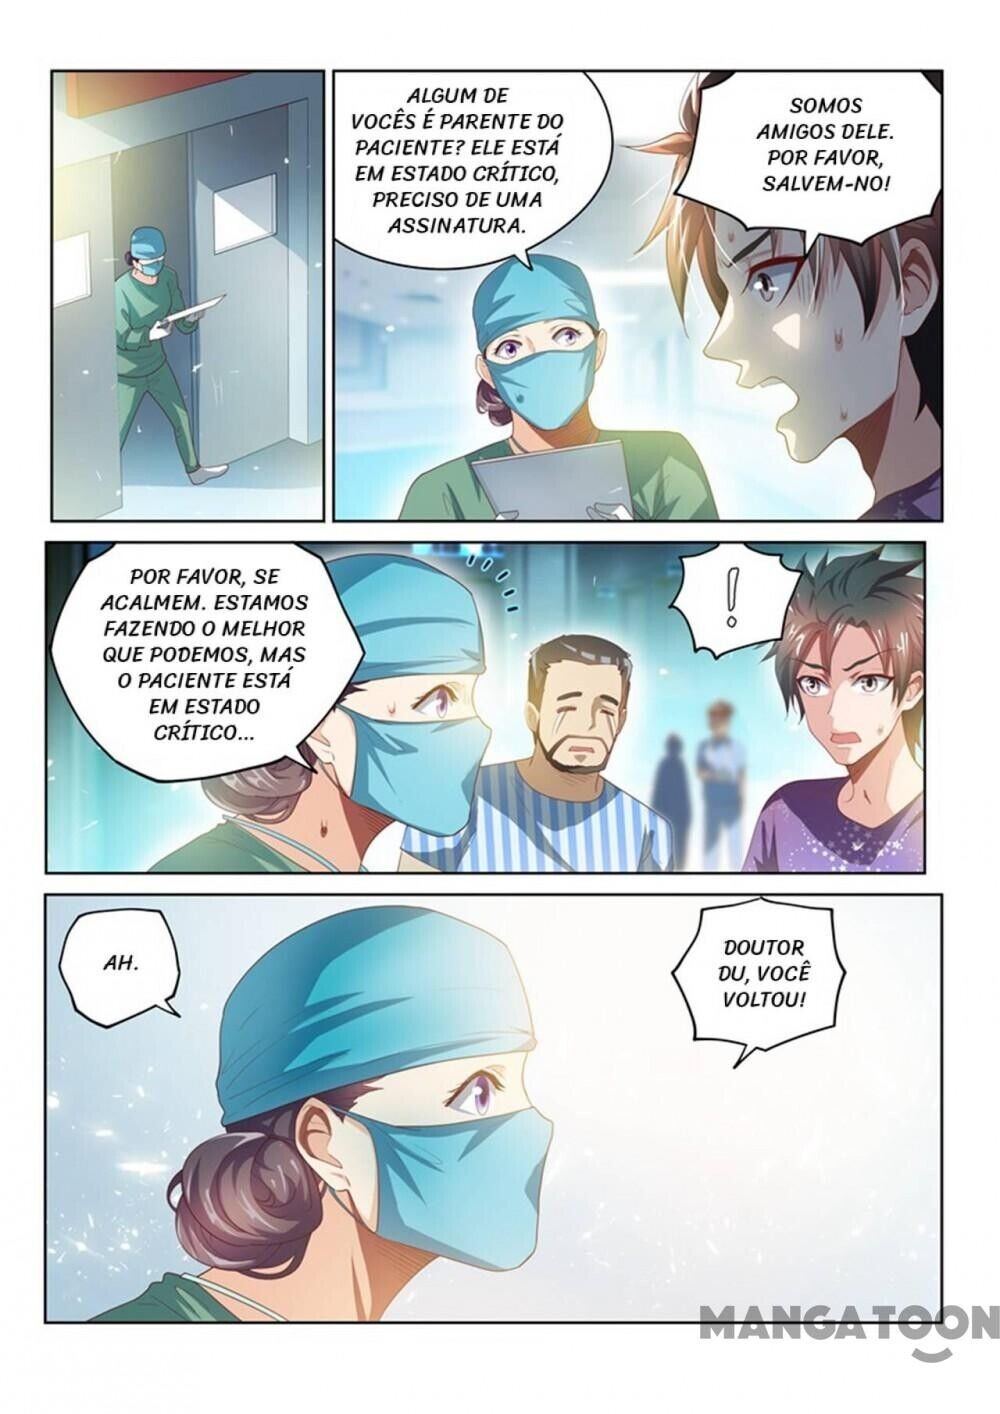 ALGUM DE
VOCÊS É PARENTE DO
PACIENTE? ELE ESTÁ
EM ESTADO CRÍTICO,
PRECISO DE UMA
ASSINATURA.
SOMOS
AMIGOS DELE.
POR FAVOR,
SALVEM-NO!
POR FAVOR, SE
ACALMEM. ESTAMOS
FAZENDO O MELHOR
QUE PODEMOS, MAS
O PACIENTE ESTÁ
EM ESTADO
CRÍTICO...
!
AH.
DOUTOR
DU, VOCÊ
VOLTOU!
MANGATOON